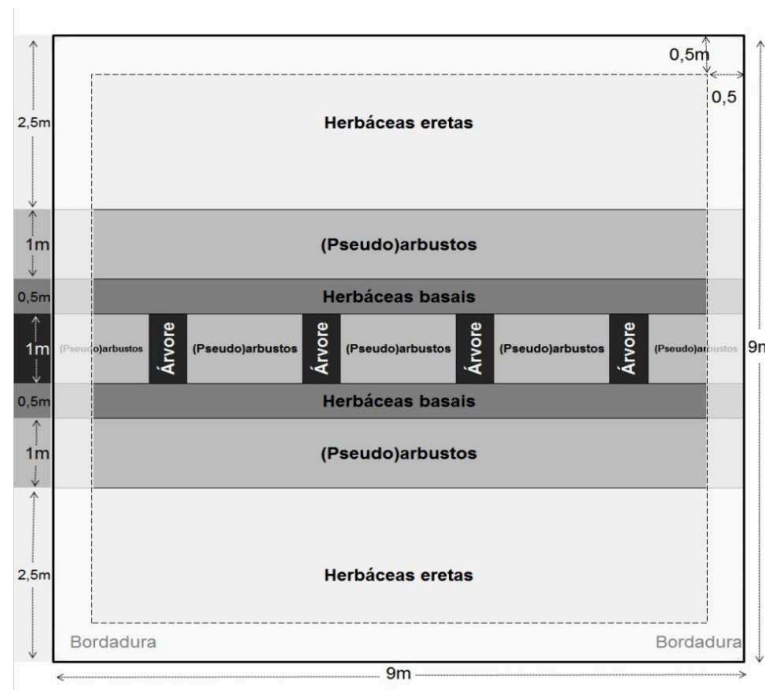 0,5m
0,5
2,5m
Herbáceas eretas
1m
(Pseudo)arbustos
0,5m
Herbáceas basais
1m
(Pseudo)arbustos
Árvore
(Pseudo)arbustos
Árvore
(Pseudo)arbustos
Árvore
(Pseudo)arbustos
Árvore
(Pseudo)arbustos
9m
0,5m
Herbáceas basais
1m
(Pseudo)arbustos
2,5m
Herbáceas eretas
Bordadura
Bordadura
9m